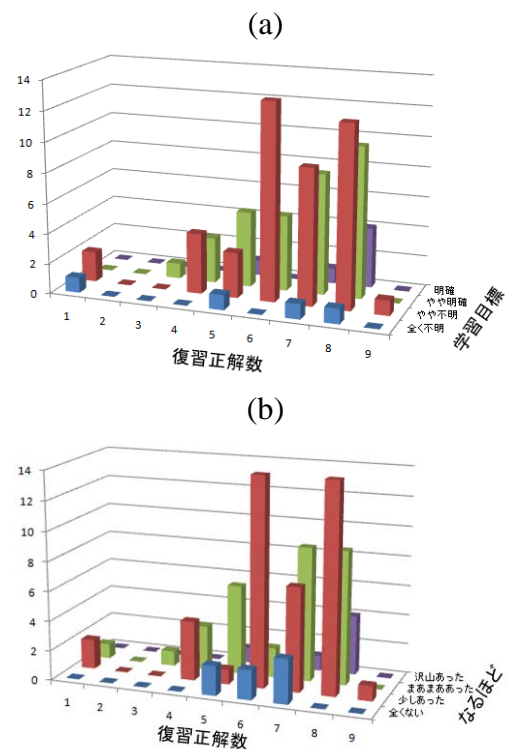 (a)
14
12
10
8
6
4
2
0
1 2 3 4 5 6 7 8 9
明確
やや明確
やや不明
全く不明
学習目標
復習正解数
(b)
14
12
10
8
6
4
2
0
1 2 3 4 5 6 7 8 9
沢山あった
まあまああった
少しあった
全くない
なるほど
復習正解数